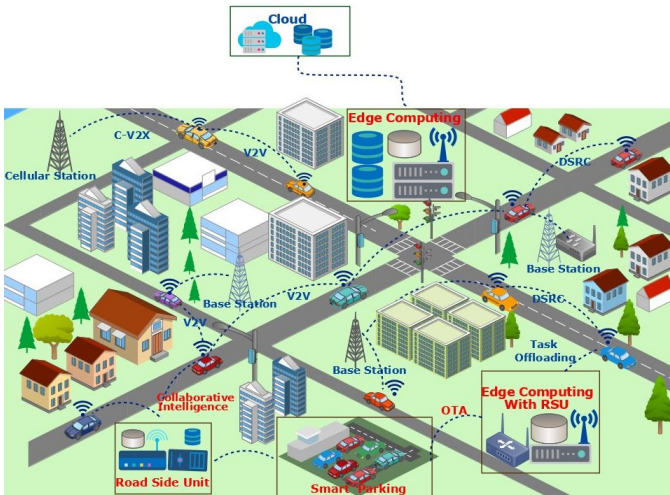 Cloud
Edge Computing
C-V2X
V2V
DSRC
Cellular Station
Base Station
Base Station
V2V
DSRC
V2V
Base Station
Task
Offloading
Collaborative
Intelligence
Edge Computing
With RSU
OTA
Road Side Unit
Smart Parking